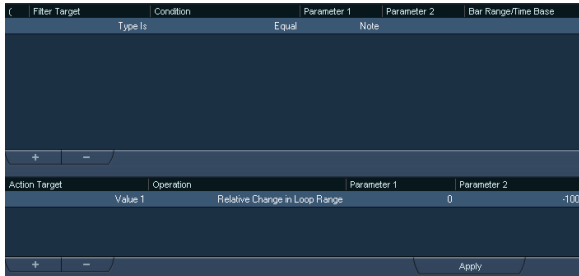 ( Filter Target Condition Parameter 1 Parameter 2 Bar Range/Time Base
Type Is Equal Note
+ -
Action Target Operation Parameter 1 Parameter 2
Value 1 Relative Change in Loop Range 0 -100
+ - Apply